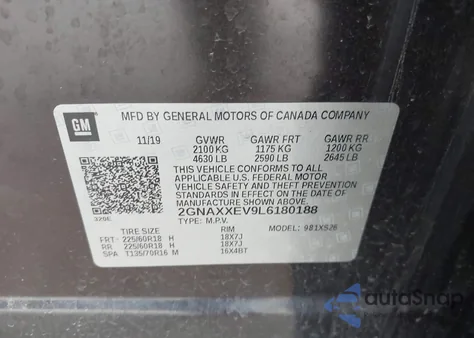 GM
MFD BY GENERAL MOTORS OF CANADA COMPANY
11/19 GVWR GAWR FRT GAWR RR
2100 KG 1175 KG 1200 KG
4630 LB 2590 LB 2645 LB
THIS VEHICLE CONFORMS TO ALL
APPLICABLE U.S. FEDERAL MOTOR
VEHICLE SAFETY AND THEFT PREVENTION
STANDARDS IN EFFECT ON THE DATE OF
MANUFACTURE SHOWN ABOVE.
2GNAXXEV9L6180188
TYPE: M.P.V.
320E
MODEL: 981XS26
TIRE SIZE RIM
FRT: 225/60R18 H 18X7J
RR: 225/60R18 H 18X7J
SPA T135/70R16 M 16X4BT
autoSnap